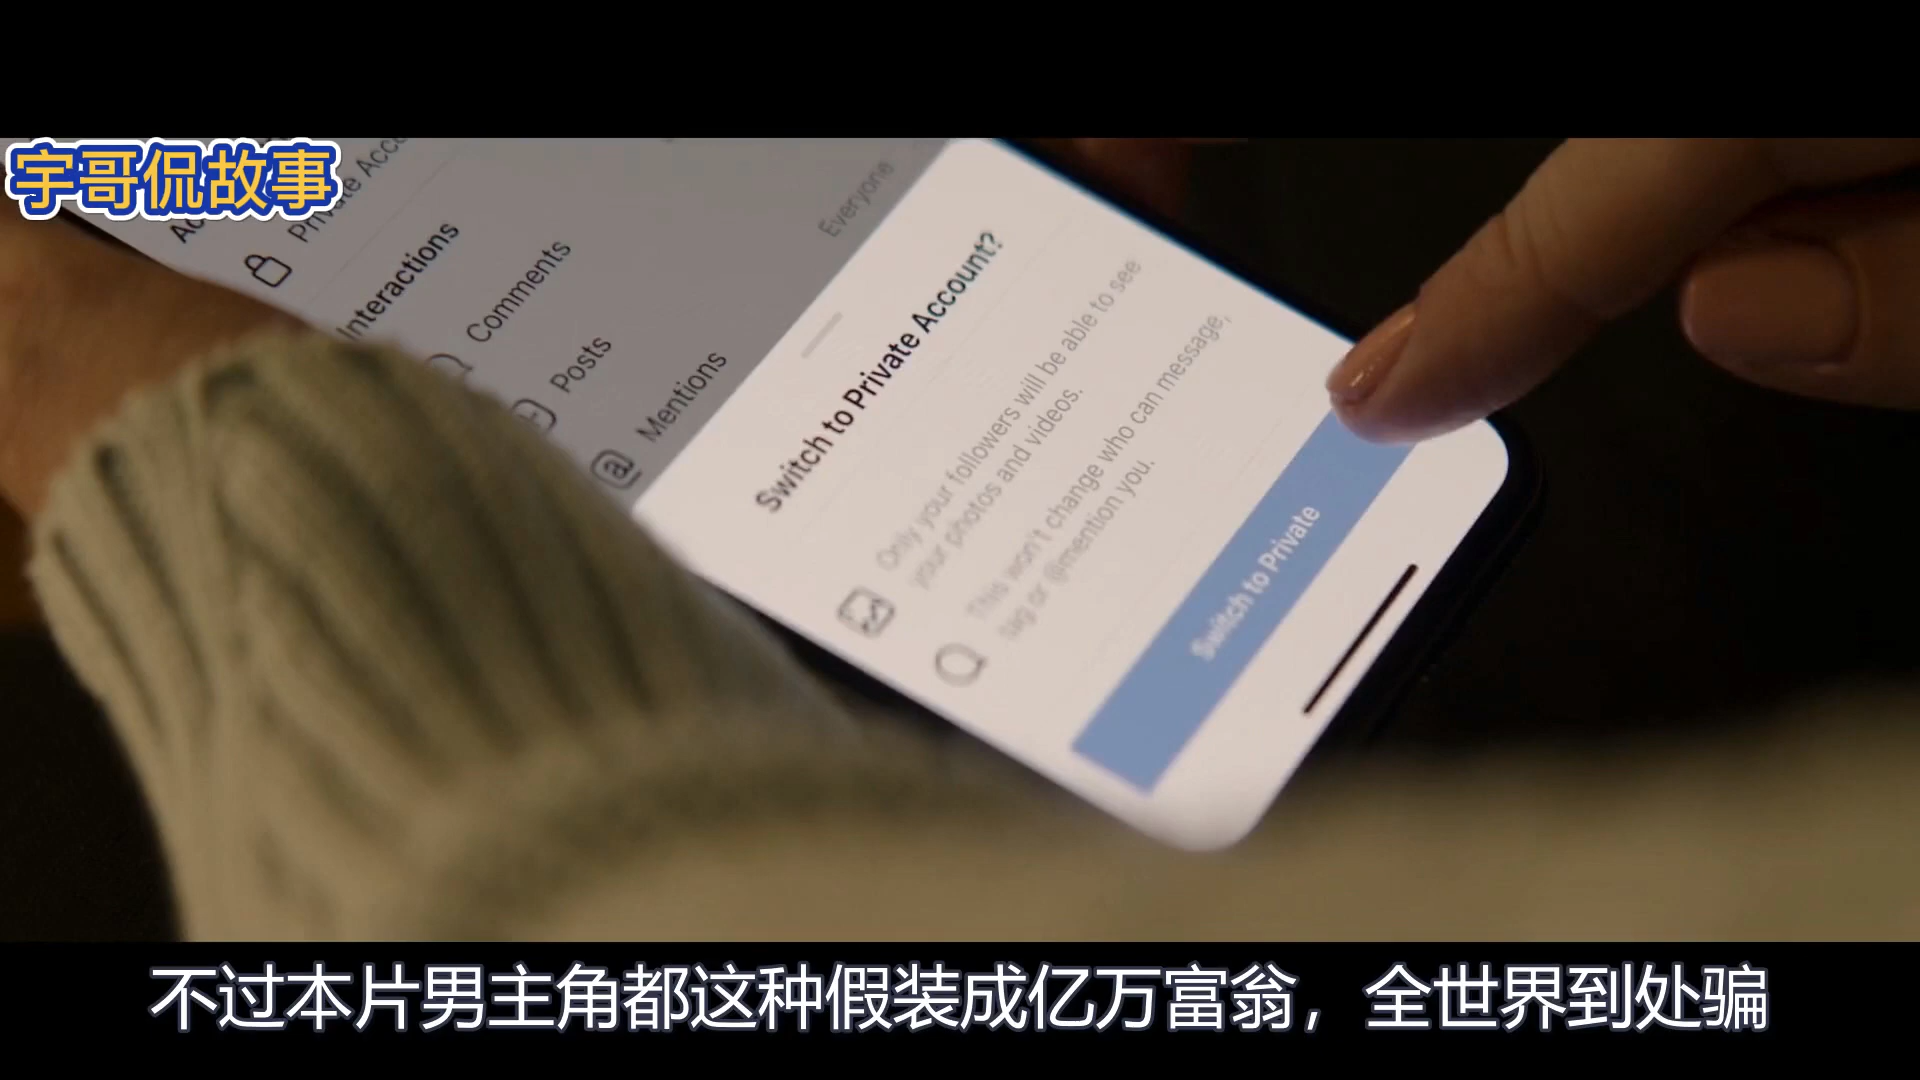 宇哥侃故事
Private Acco
Interactions
Comments
Everyone
Posts
Mentions
Switch to Private Account?
Only your followers will be able to see
your photos and videos.
This won't change who can message,
tag or @mention you.
Switch to Private
不过本片男主角都这种假装成亿万富翁，全世界到处骗